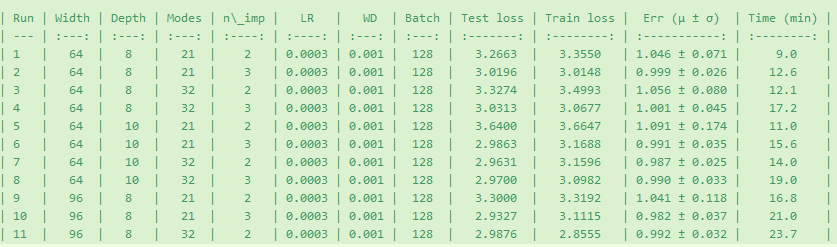 | Run | Width | Depth | Modes | n\_imp | LR | WD | Batch | Test loss | Train loss | Err (μ ± σ) | Time (min) |
| --- | :---: | :---: | :---: | :----: | :----: | :---: | :---: | :-------: | :--------: | :-----------: | :--------: |
| 1 | 64 | 8 | 21 | 2 | 0.0003 | 0.001 | 128 | 3.2663 | 3.3550 | 1.046 ± 0.071 | 9.0 |
| 2 | 64 | 8 | 21 | 3 | 0.0003 | 0.001 | 128 | 3.0196 | 3.0148 | 0.999 ± 0.026 | 12.6 |
| 3 | 64 | 8 | 32 | 2 | 0.0003 | 0.001 | 128 | 3.3274 | 3.4993 | 1.056 ± 0.080 | 12.1 |
| 4 | 64 | 8 | 32 | 3 | 0.0003 | 0.001 | 128 | 3.0313 | 3.0677 | 1.001 ± 0.045 | 17.2 |
| 5 | 64 | 10 | 21 | 2 | 0.0003 | 0.001 | 128 | 3.6400 | 3.6647 | 1.091 ± 0.174 | 11.0 |
| 6 | 64 | 10 | 21 | 3 | 0.0003 | 0.001 | 128 | 2.9863 | 3.1688 | 0.991 ± 0.035 | 15.6 |
| 7 | 64 | 10 | 32 | 2 | 0.0003 | 0.001 | 128 | 2.9631 | 3.1596 | 0.987 ± 0.025 | 14.0 |
| 8 | 64 | 10 | 32 | 3 | 0.0003 | 0.001 | 128 | 2.9700 | 3.0982 | 0.990 ± 0.033 | 19.0 |
| 9 | 96 | 8 | 21 | 2 | 0.0003 | 0.001 | 128 | 3.3000 | 3.3192 | 1.041 ± 0.118 | 16.8 |
| 10 | 96 | 8 | 21 | 3 | 0.0003 | 0.001 | 128 | 2.9327 | 3.1115 | 0.982 ± 0.037 | 21.0 |
| 11 | 96 | 8 | 32 | 2 | 0.0003 | 0.001 | 128 | 2.9876 | 2.8555 | 0.992 ± 0.032 | 23.7 |